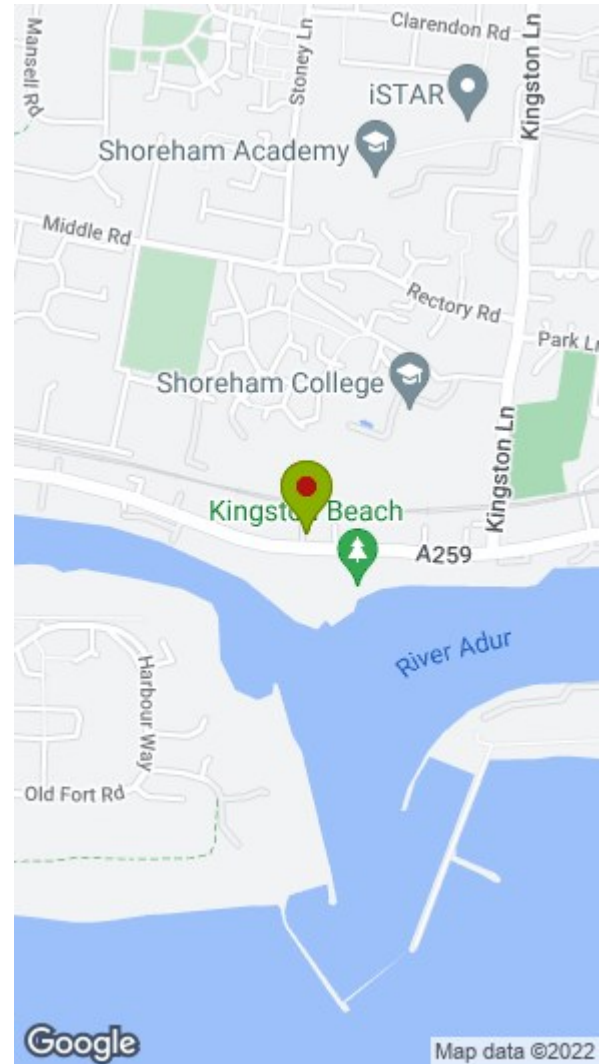 Mansell Rd
Stoney Ln
Clarendon Rd
Kingston Ln
iSTAR
Shoreham Academy
Middle Rd
Rectory Rd
Park Ln
Shoreham College
Kingston Ln
Kingston Beach
A259
River Adur
Harbour Way
Old Fort Rd
Google
Map data ©2022